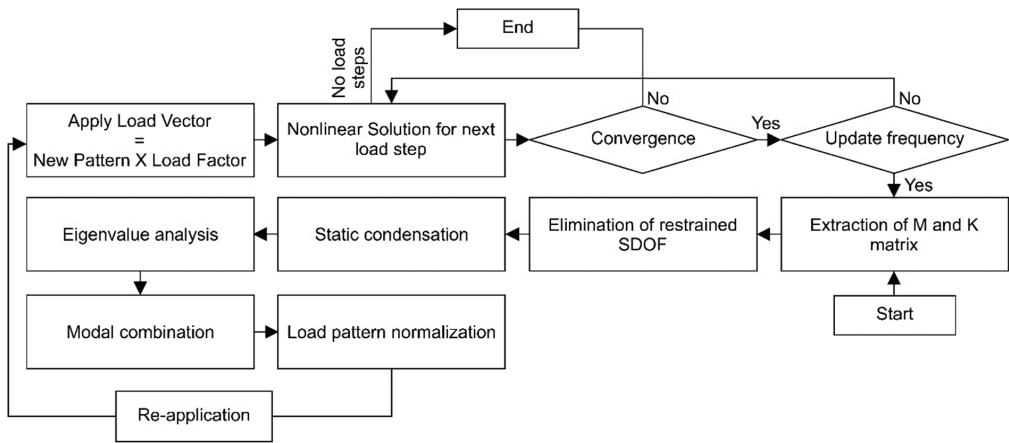 End
No load
steps
No
No
Apply Load Vector
=
New Pattern X Load Factor
Nonlinear Solution for next
load step
Convergence
Yes
Update frequency
Yes
Eigenvalue analysis
Static condensation
Elimination of restrained
SDOF
Extraction of M and K
matrix
Modal combination
Load pattern normalization
Start
Re-application